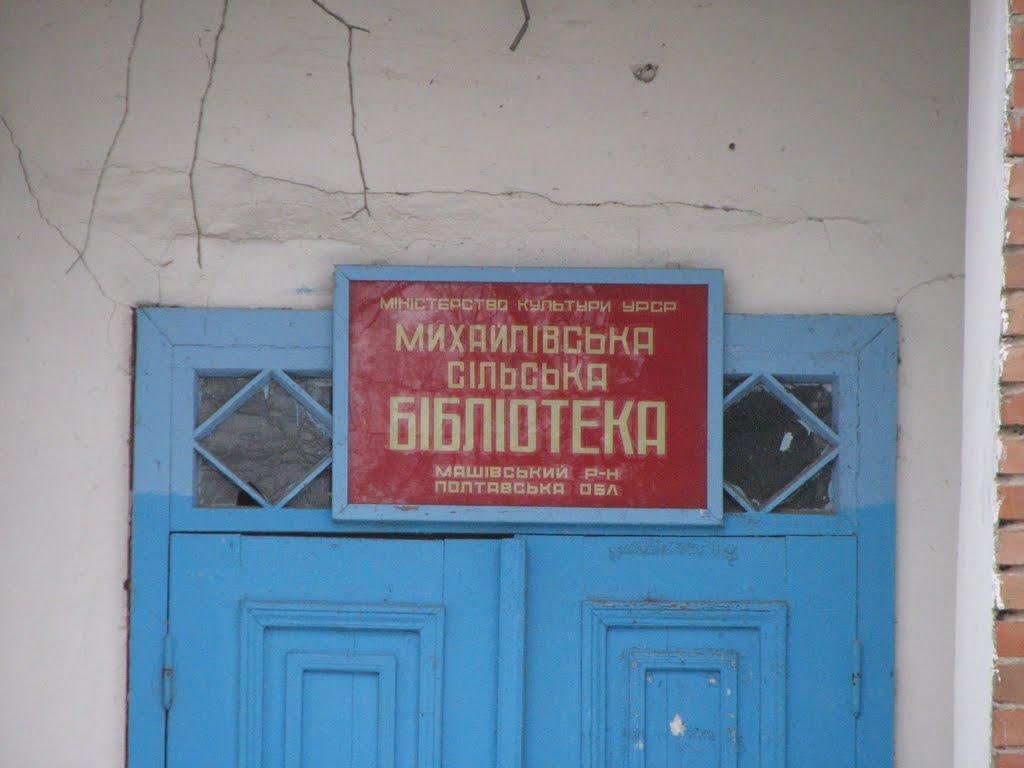 МІНІСТЕРСТВО КУЛЬТУРИ УРСР
МИХАЙЛІВСЬКА
СІЛЬСЬКА
БІБЛІОТЕКА
МАШІВСЬКИЙ Р-Н
ПОЛТАВСЬКА ОБЛ